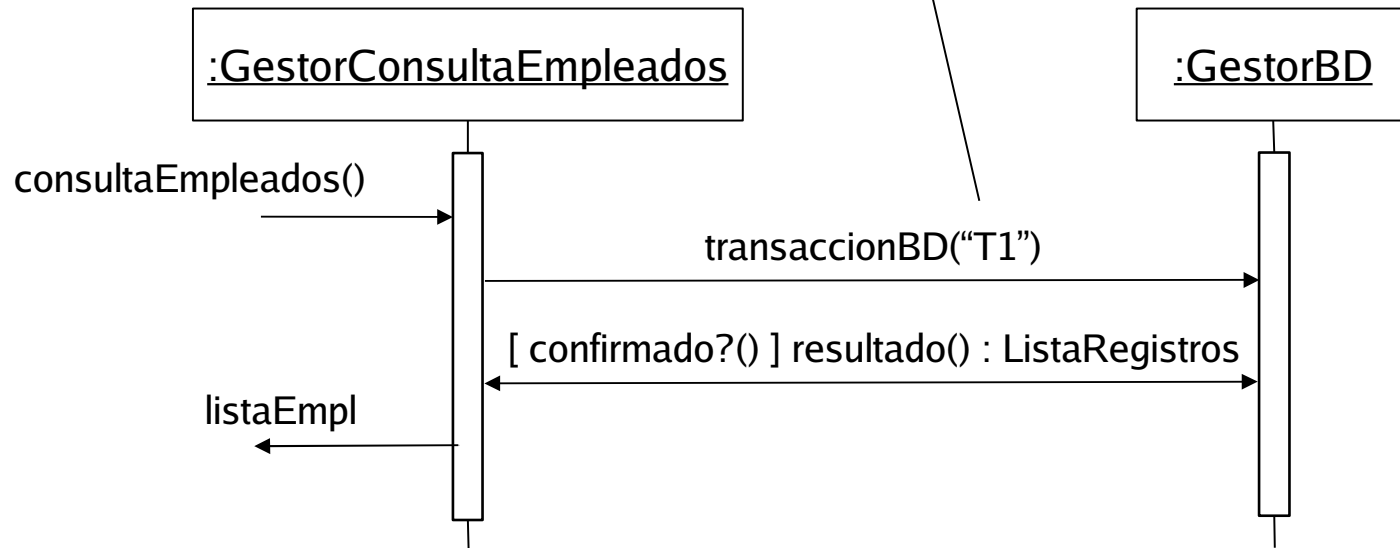 :GestorConsultaEmpleados
:GestorBD
consultaEmpleados()
transaccionBD(“T1”)
[ confirmado?() ] resultado() : ListaRegistros
listaEmpl